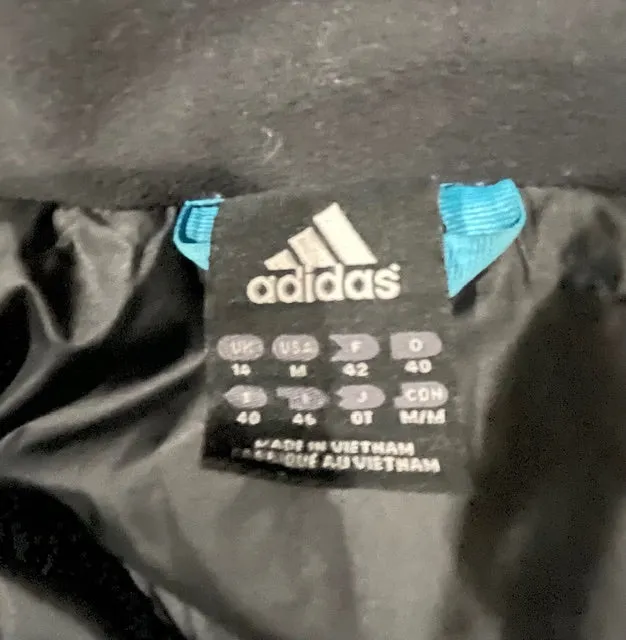 adidas
UK USA F D
14 M 42 40
E I J CDN
40 46 OT M/M
MADE IN VIETNAM
FABRIQUÉ AU VIETNAM